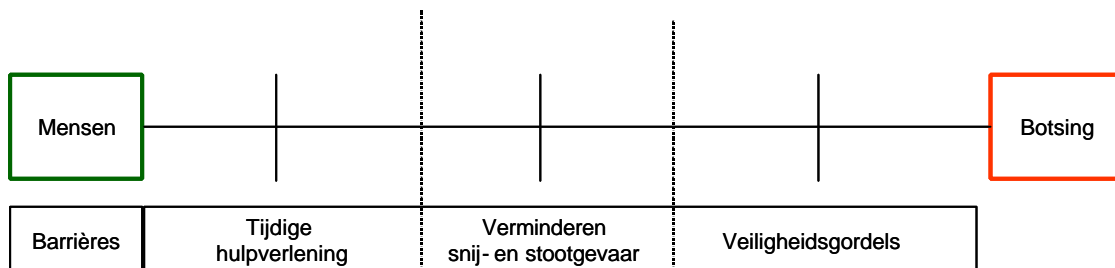 Mensen
Botsing
Barrières
Tijdige
hulpverlening
Verminderen
snij- en stootgevaar
Veiligheidsgordels